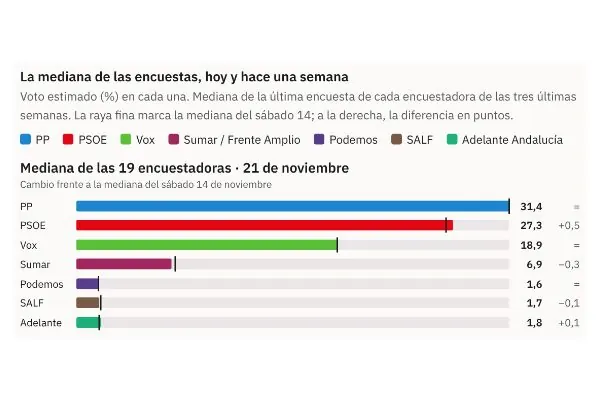 La mediana de las encuestas, hoy y hace una semana
Voto estimado (%) en cada una. Mediana de la última encuesta de cada encuestadora de las tres últimas
semanas. La raya fina marca la mediana del sábado 14; a la derecha, la diferencia en puntos.
PP PSOE Vox Sumar / Frente Amplio Podemos SALF Adelante Andalucía
Mediana de las 19 encuestadoras · 21 de noviembre
Cambio frente a la mediana del sábado 14 de noviembre
PP 31,4 =
PSOE 27,3 +0,5
Vox 18,9 =
Sumar 6,9 −0,3
Podemos 1,6 =
SALF 1,7 −0,1
Adelante 1,8 +0,1